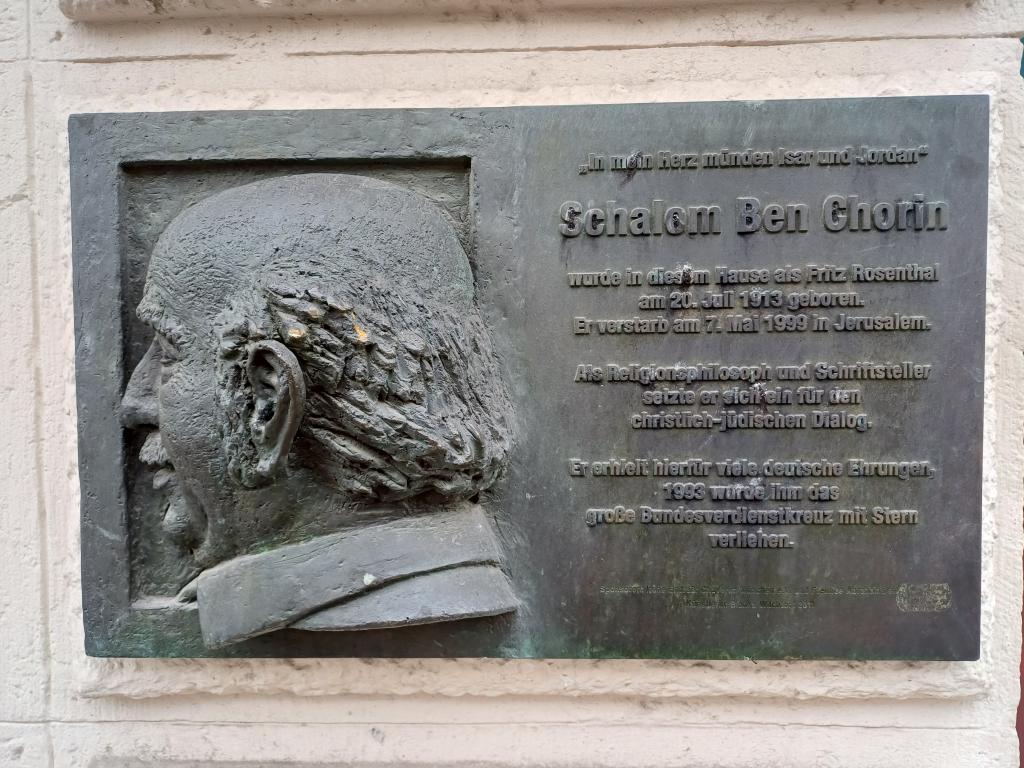 „In mein Herz münden Isar und Jordan“
Schalom Ben Chorin
wurde in diesem Hause als Fritz Rosenthal
am 20. Juli 1913 geboren.
Er verstarb am 7. Mai 1999 in Jerusalem.
Als Religionsphilosoph und Schriftsteller
setzte er sich ein für den
christlich-jüdischen Dialog.
Er erhielt hierfür viele deutsche Ehrungen,
1993 wurde ihm das
große Bundesverdienstkreuz mit Stern
verliehen.